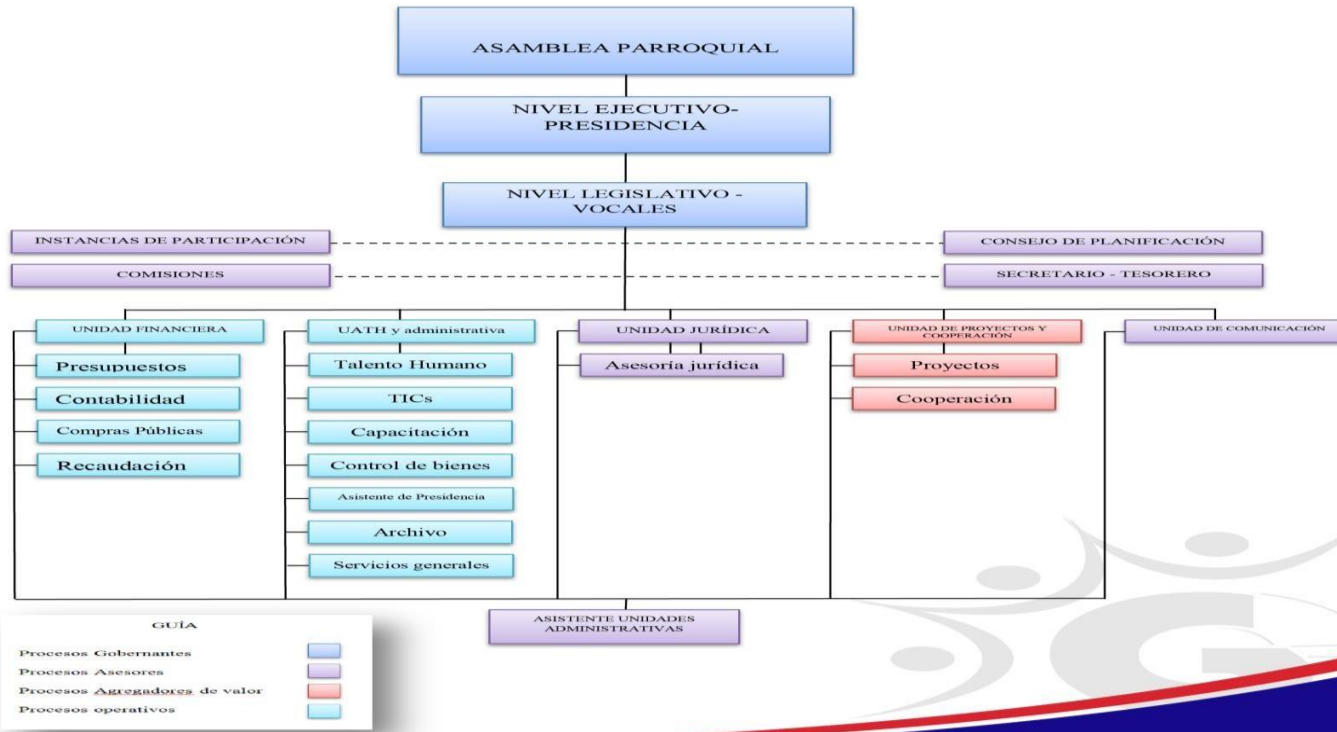 ASAMBLEA PARROQUIAL
NIVEL EJECUTIVO-
PRESIDENCIA
NIVEL LEGISLATIVO -
VOCALES
INSTANCIAS DE PARTICIPACIÓN
CONSEJO DE PLANIFICACIÓN
COMISIONES
SECRETARIO - TESORERO
UNIDAD FINANCIERA
Presupuestos
Contabilidad
Compras Públicas
Recaudación
UATH y administrativa
Talento Humano
TICs
Capacitación
Control de bienes
Asistente de Presidencia
Archivo
Servicios generales
UNIDAD JURÍDICA
Asesoría jurídica
UNIDAD DE PROYECTOS Y
COOPERACIÓN
Proyectos
Cooperación
UNIDAD DE COMUNICACIÓN
ASISTENTE UNIDADES
ADMINISTRATIVAS
GUÍA
Procesos Gobernantes
Procesos Asesores
Procesos Agregadores de valor
Procesos operativos